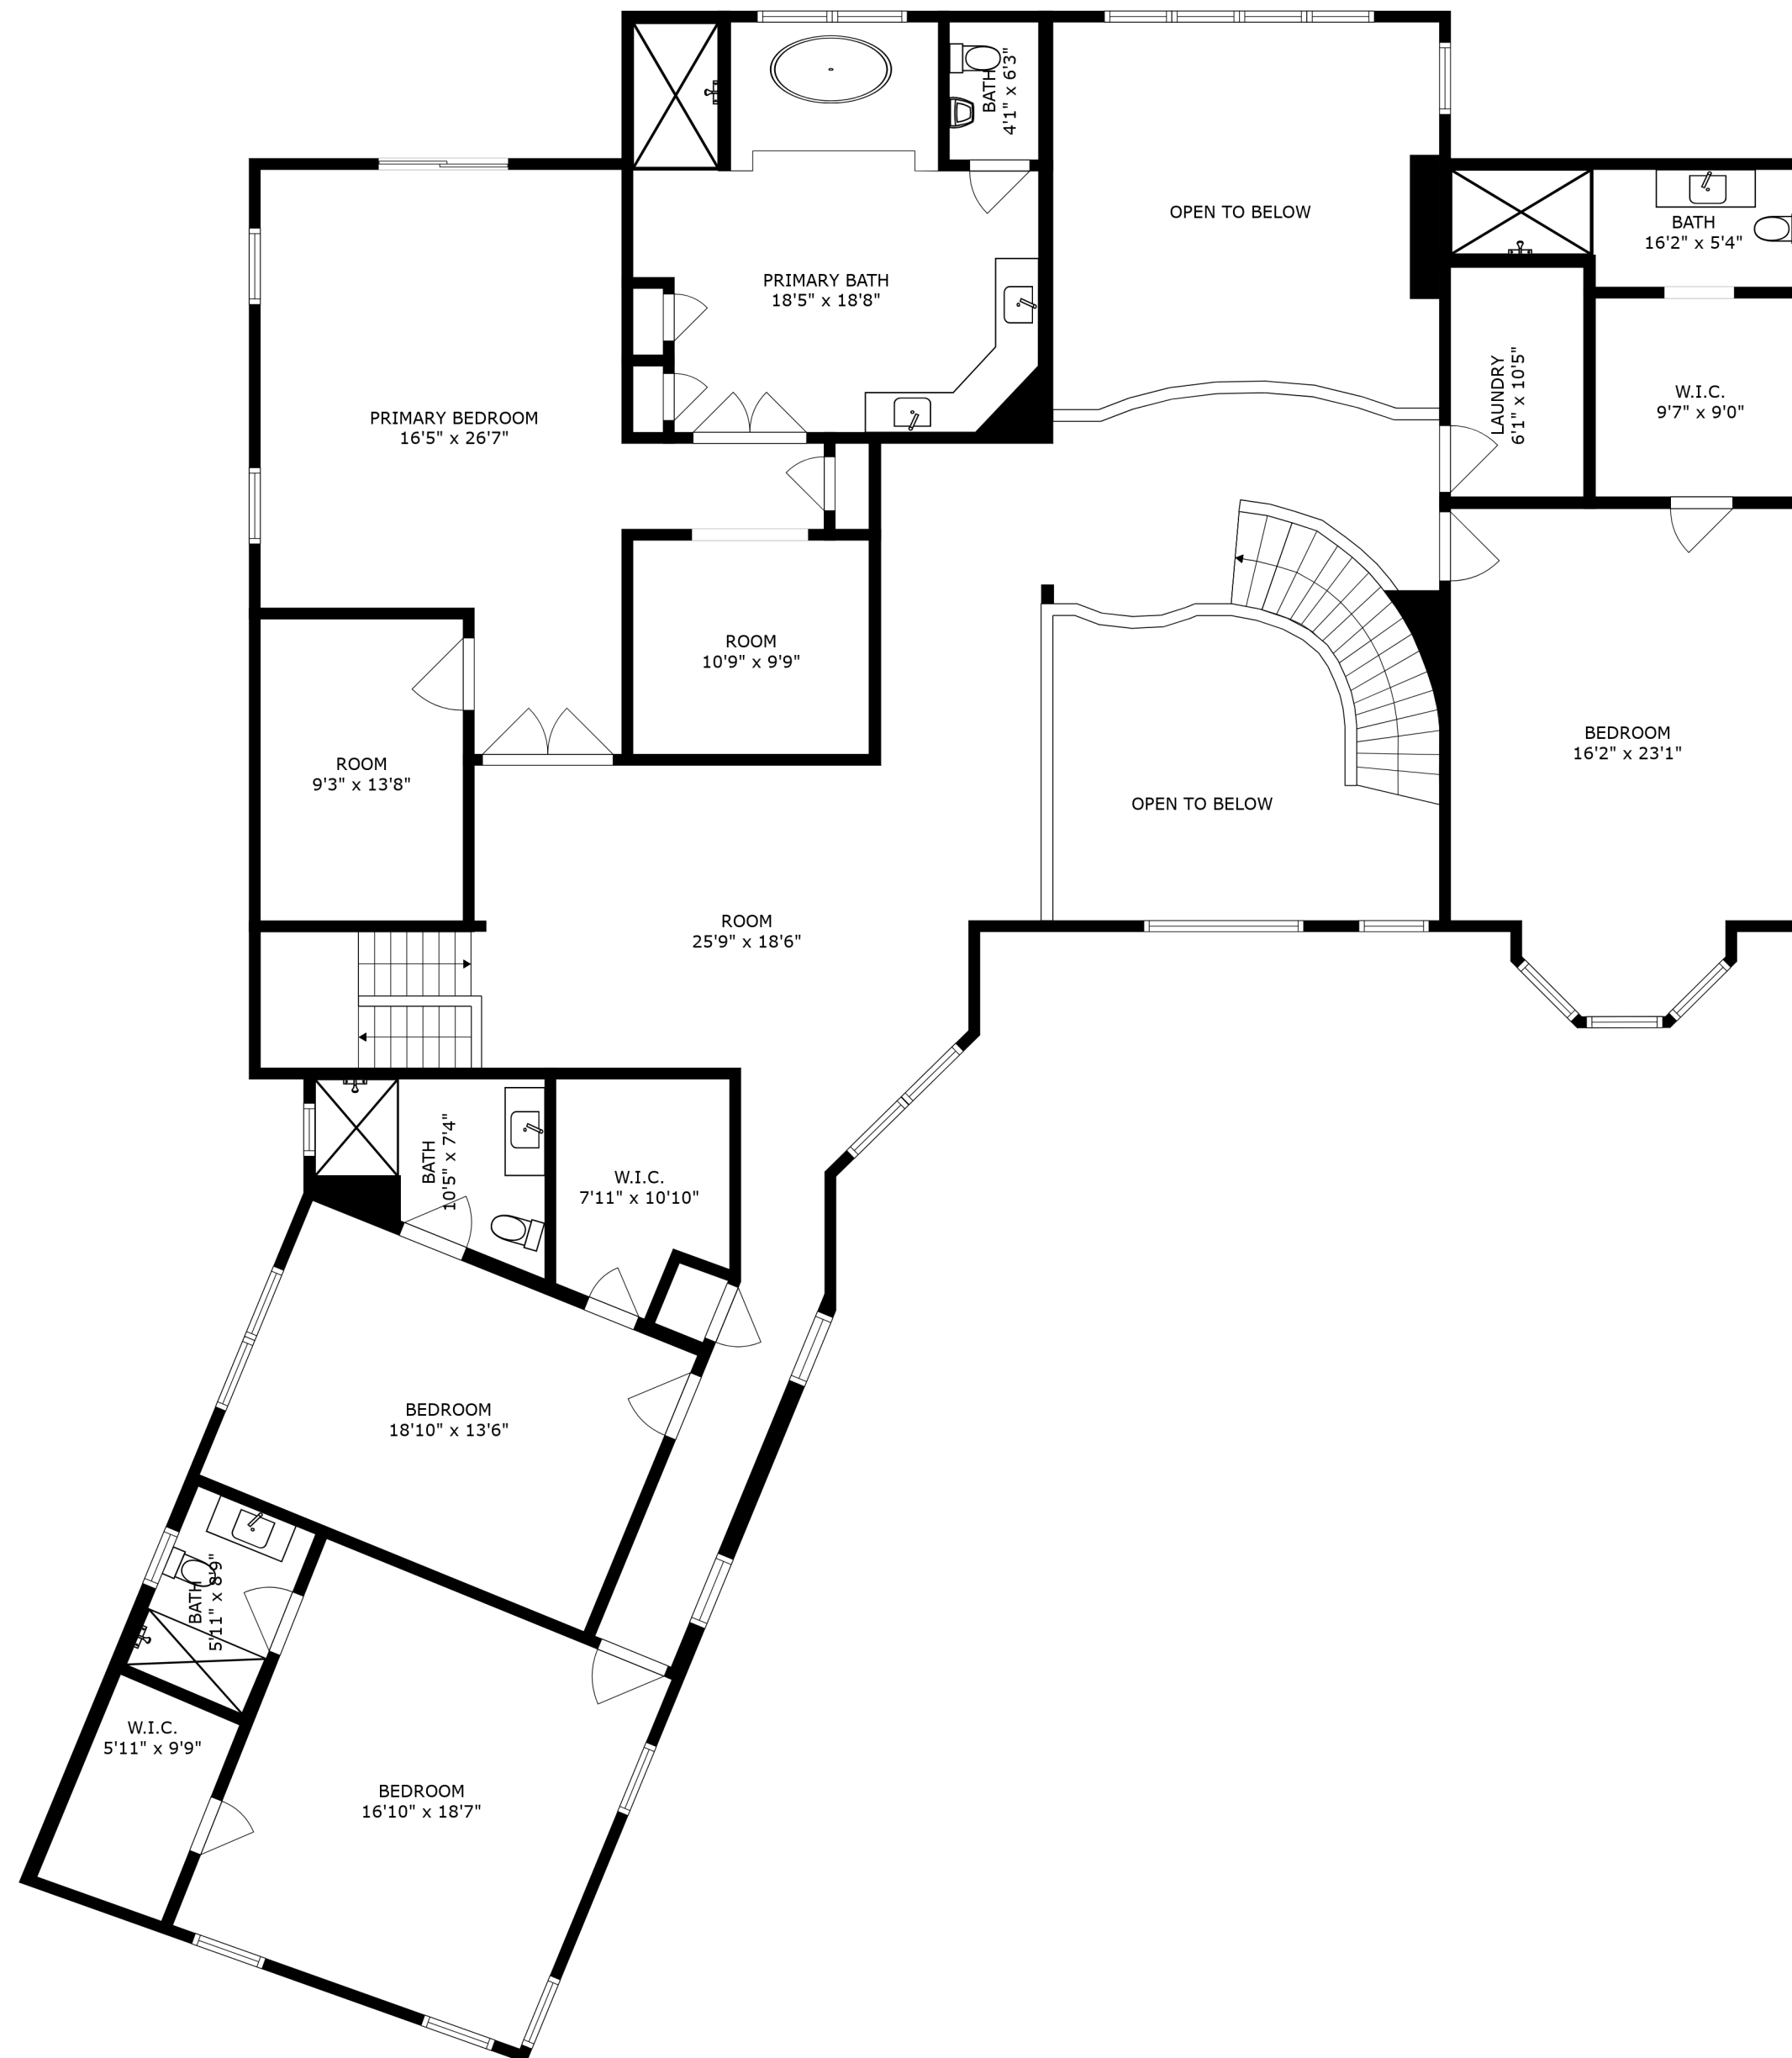 BATH
4'1" x 6'3"
OPEN TO BELOW
BATH
16'2" x 5'4"
PRIMARY BATH
18'5" x 18'8"
PRIMARY BEDROOM
16'5" x 26'7"
LAUNDRY
6'1" x 10'5"
W.I.C.
9'7" x 9'0"
ROOM
10'9" x 9'9"
ROOM
9'3" x 13'8"
BEDROOM
16'2" x 23'1"
OPEN TO BELOW
ROOM
25'9" x 18'6"
BATH
10'5" x 7'4"
W.I.C.
7'11" x 10'10"
BEDROOM
18'10" x 13'6"
BATH
5'11" x 8'9"
W.I.C.
5'11" x 9'9"
BEDROOM
16'10" x 18'7"